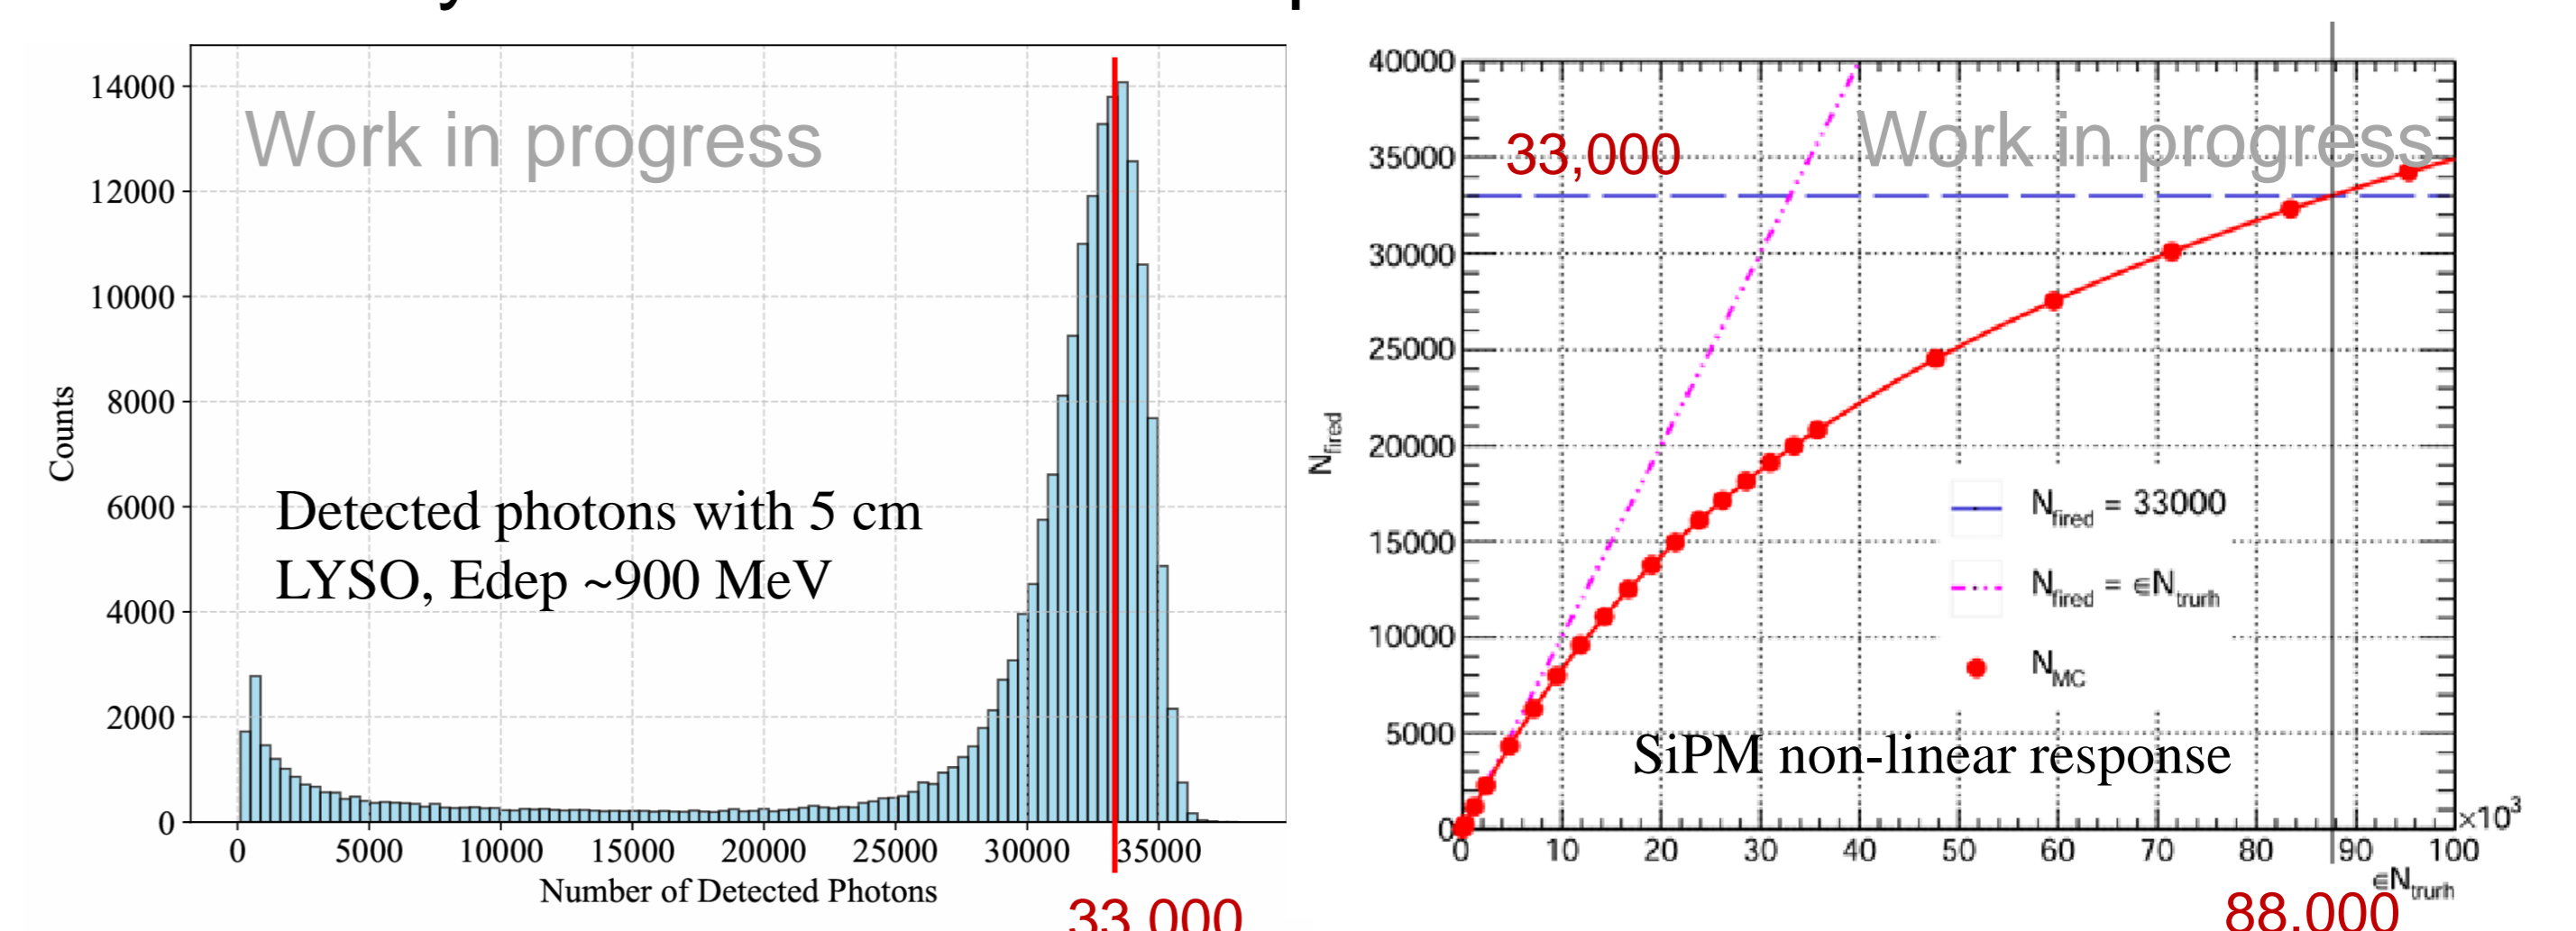 14000
12000
10000
8000
6000
4000
2000
0
Counts
Work in progress
Detected photons with 5 cm
LYSO, Edep ~900 MeV
0 5000 10000 15000 20000 25000 30000 35000
Number of Detected Photons
33,000
40000
35000
30000
25000
20000
15000
10000
5000
0
N_fired
33,000
Work in progress
N_fired = 33000
N_fired = ∈N_trurh
N_MC
SiPM non-linear response
×10³
0 10 20 30 40 50 60 70 80 90 100
∈N_trurh
88,000